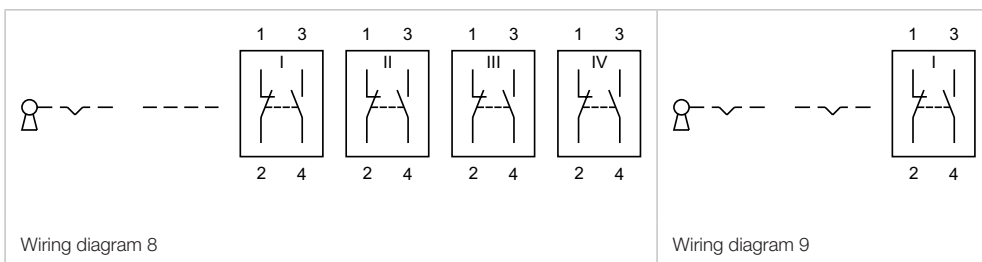 1 3 1 3 1 3 1 3
I II III IV
2 4 2 4 2 4 2 4
Wiring diagram 8
1 3
I
2 4
Wiring diagram 9